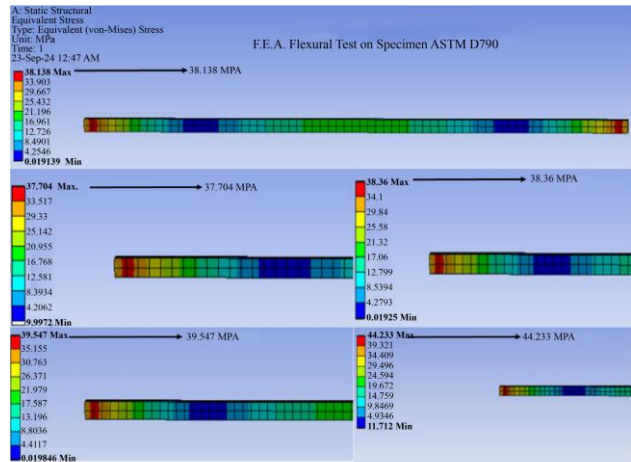 A: Static Structural
Equivalent Stress
Type: Equivalent (von-Mises) Stress
Unit: MPa
Time: 1
23-Sep-24 12:47 AM
F.E.A. Flexural Test on Specimen ASTM D790
38.138 Max
38.138 MPA
33.903
29.667
25.432
21.196
16.961
12.726
8.4901
4.2546
0.019139 Min
37.704 Max.
37.704 MPA
33.517
29.33
25.142
20.955
16.768
12.581
8.3934
4.2062
9.9972 Min
38.36 Max
38.36 MPA
34.1
29.84
25.58
21.32
17.06
12.799
8.5394
4.2793
0.01925 Min
39.547 Max
39.547 MPA
35.155
30.763
26.371
21.979
17.587
13.196
8.8036
4.4117
0.019846 Min
44.233 Max
44.233 MPA
39.321
34.409
29.496
24.594
19.672
14.759
9.8469
4.9346
11.712 Min